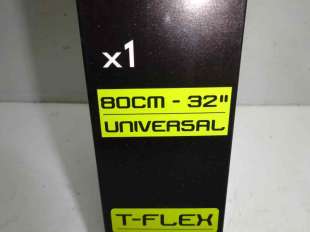 x1
80CM - 32"
UNIVERSAL
T-FLEX